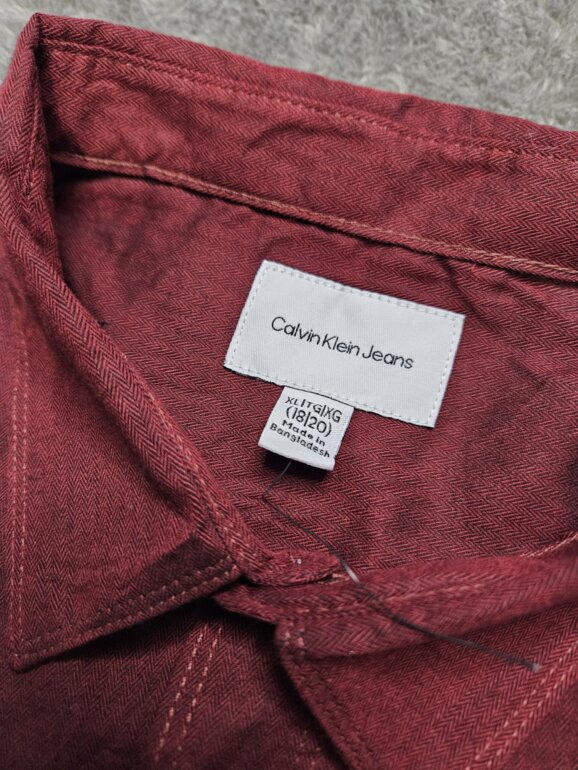 Calvin Klein Jeans
XL|TG|XG
(18|20)
Made in
Bangladesh